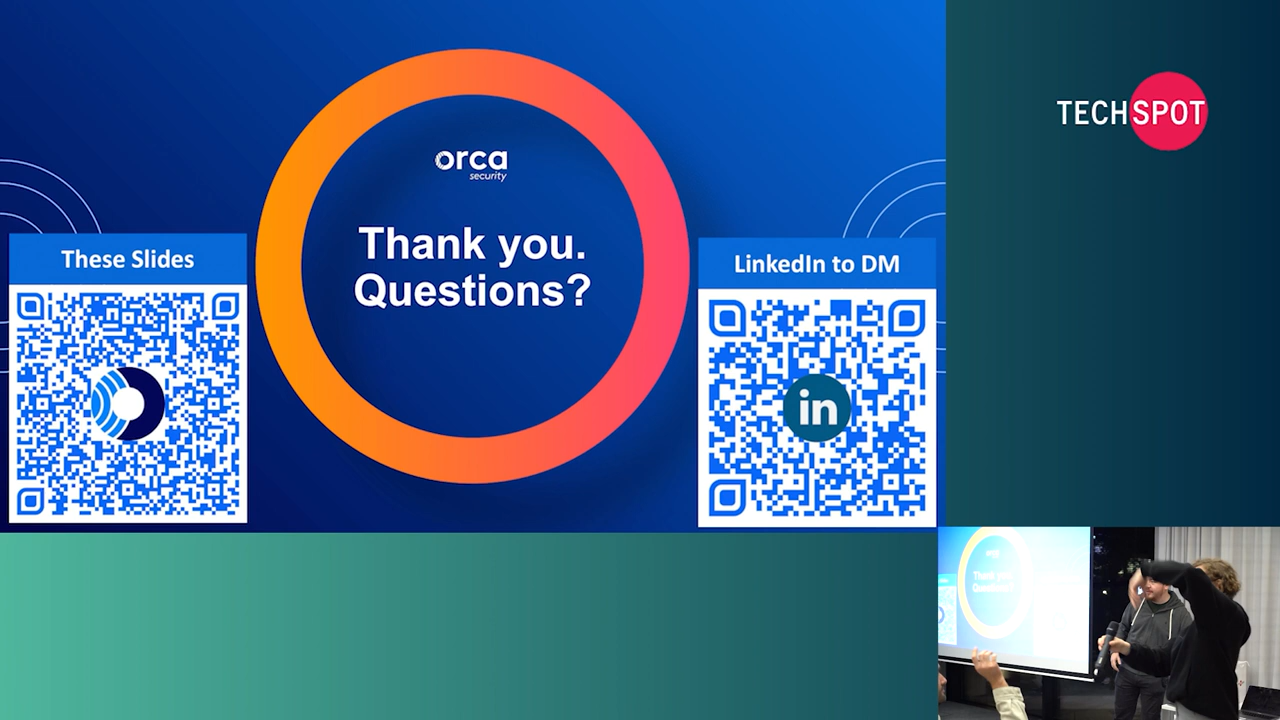 TECHSPOT
orca
security
Thank you.
Questions?
These Slides
LinkedIn to DM
in